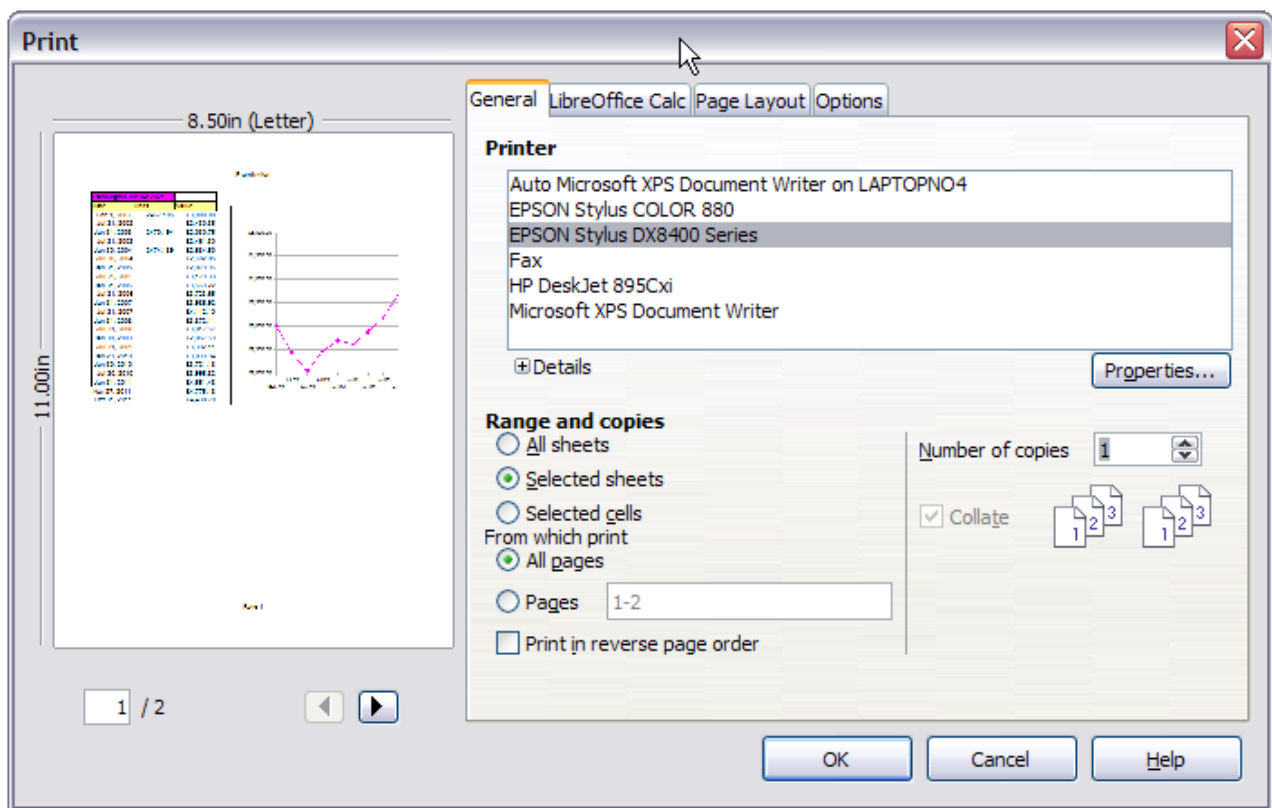 Print
General LibreOffice Calc Page Layout Options
8.50in (Letter)
11.00in
1 / 2
Printer
Auto Microsoft XPS Document Writer on LAPTOPNO4
EPSON Stylus COLOR 880
EPSON Stylus DX8400 Series
Fax
HP DeskJet 895Cxi
Microsoft XPS Document Writer
Details
Properties...
Range and copies
All sheets
Selected sheets
Selected cells
From which print
All pages
Pages 1-2
Print in reverse page order
Number of copies 1
Collate
1 2 3 1 2 3
OK Cancel Help